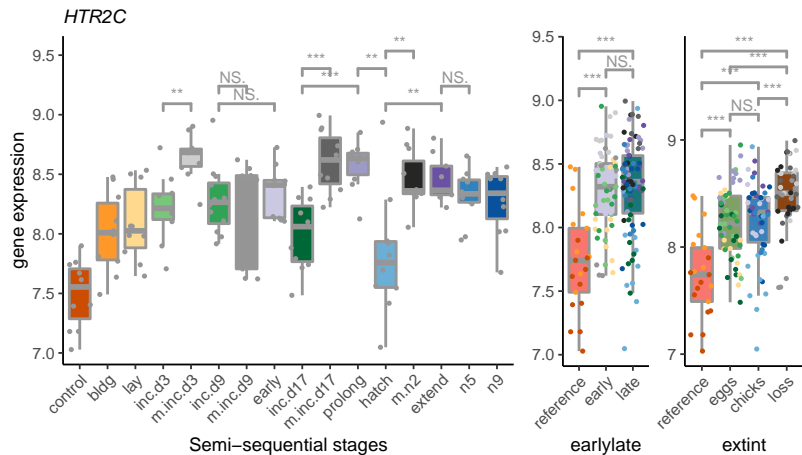 HTR2C
gene expression
9.5
9.0
8.5
8.0
7.5
7.0
**
NS.
NS.
***
***
**
**
**
NS.
control
bldg
lay
inc.d3
m.inc.d3
inc.d9
m.inc.d9
early
inc.d17
m.inc.d17
prolong
hatch
m.n2
extend
n5
n9
Semi−sequential stages
9.5
9.0
8.5
8.0
7.5
7.0
***
NS.
***
reference
early
late
earlylate
9
8
7
***
***
***
***
NS.
***
reference
eggs
chicks
loss
extint